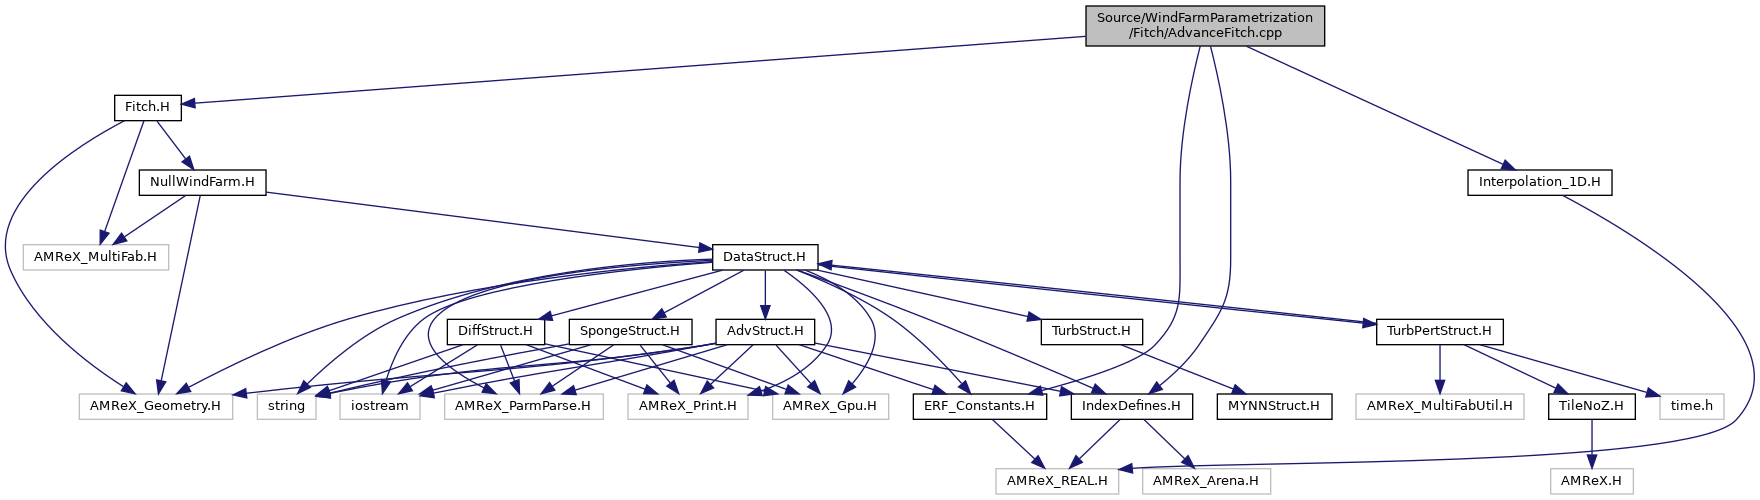 Source/WindFarmParametrization
/Fitch/AdvanceFitch.cpp
Fitch.H
NullWindFarm.H
Interpolation_1D.H
AMReX_MultiFab.H
DataStruct.H
DiffStruct.H
SpongeStruct.H
AdvStruct.H
TurbStruct.H
TurbPertStruct.H
AMReX_Geometry.H
string
iostream
AMReX_ParmParse.H
AMReX_Print.H
AMReX_Gpu.H
ERF_Constants.H
IndexDefines.H
MYNNStruct.H
AMReX_MultiFabUtil.H
TileNoZ.H
time.h
AMReX_REAL.H
AMReX_Arena.H
AMReX.H